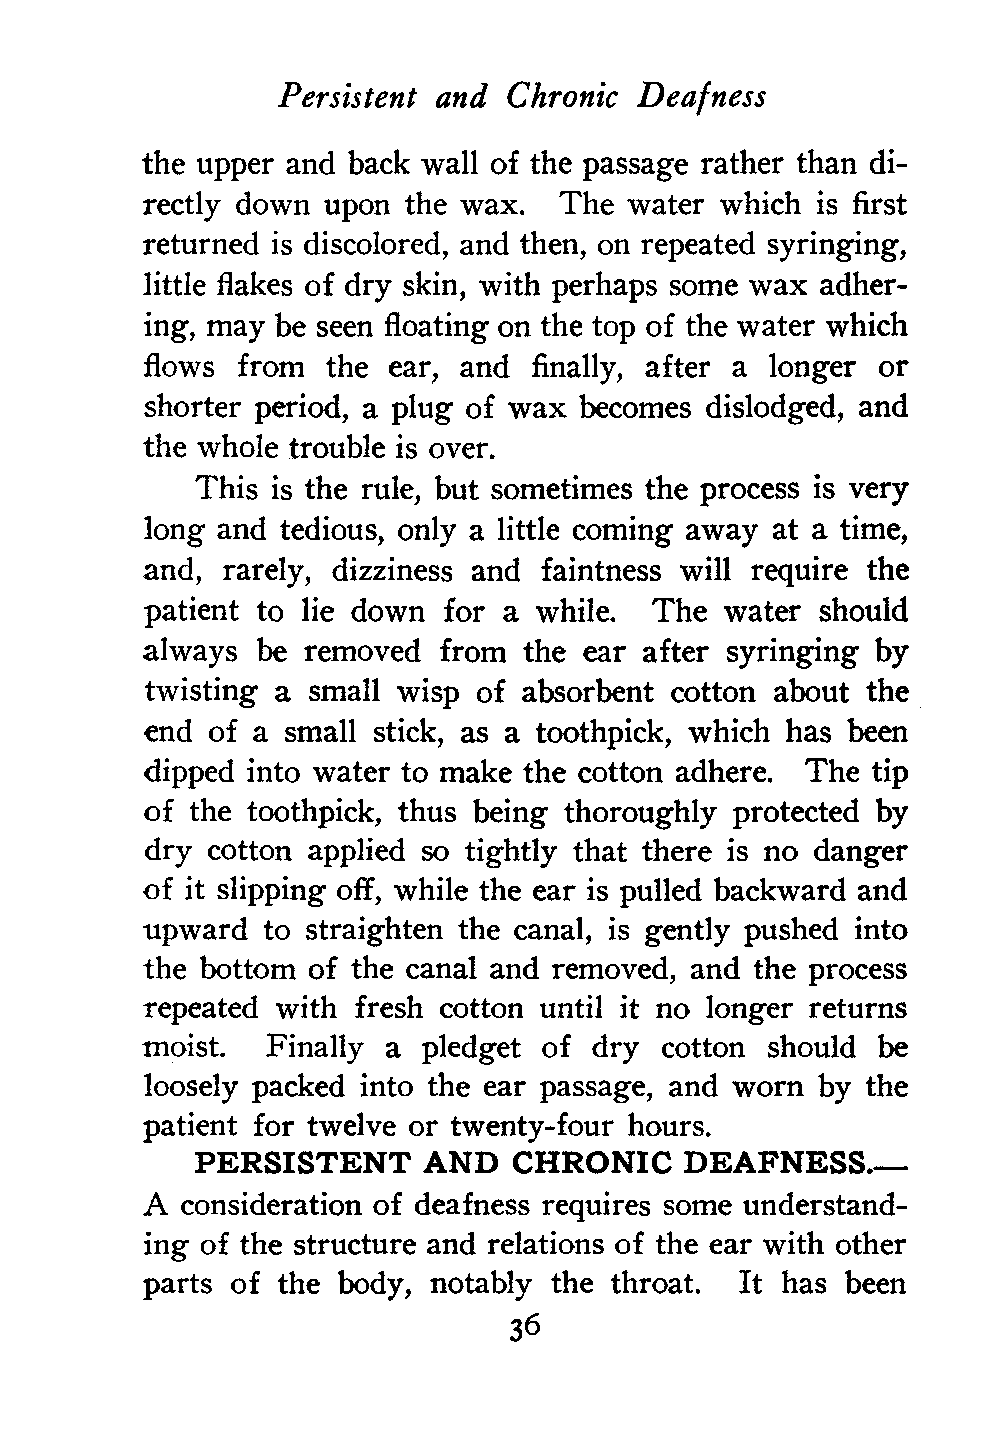 Persistent and Chronic Deafness
the upper and back wall of the passage rather than di-
rectly down upon the wax. The water which is first
returned is discolored, and then, on repeated syringing,
little flakes of dry skin, with perhaps some wax adher-
ing, may be seen floating on the top of the water which
flows from the ear, and finally, after a longer or
shorter period, a plug of wax becomes dislodged, and
the whole trouble is over.
This is the rule, but sometimes the process is very
long and tedious, only a little coming away at a time,
and, rarely, dizziness and faintness will require the
patient to lie down for a while. The water should
always be removed from the ear after syringing by
twisting a small wisp of absorbent cotton about the
end of a small stick, as a toothpick, which has been
dipped into water to make the cotton adhere. The tip
of the toothpick, thus being thoroughly protected by
dry cotton applied so tightly that there is no danger
of it slipping off, while the ear is pulled backward and
upward to straighten the canal, is gently pushed into
the bottom of the canal and removed, and the process
repeated with fresh cotton until it no longer returns
moist. Finally a pledget of dry cotton should be
loosely packed into the ear passage, and worn by the
patient for twelve or twenty-four hours.
PERSISTENT AND CHRONIC DEAFNESS.—
A consideration of deafness requires some understand-
ing of the structure and relations of the ear with other
parts of the body, notably the throat. It has been
36